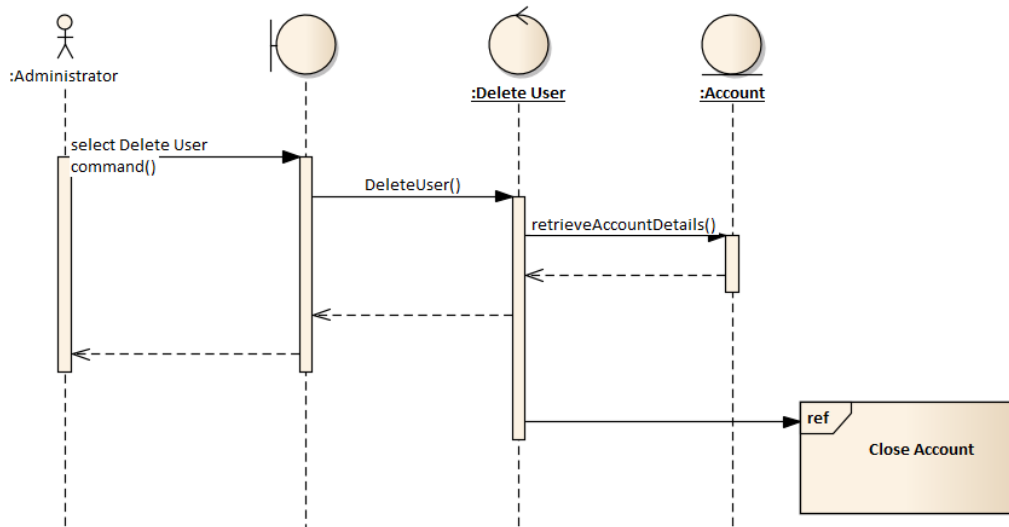 :Administrator
:Delete User
:Account
select Delete User
command()
DeleteUser()
retrieveAccountDetails()
ref
Close Account